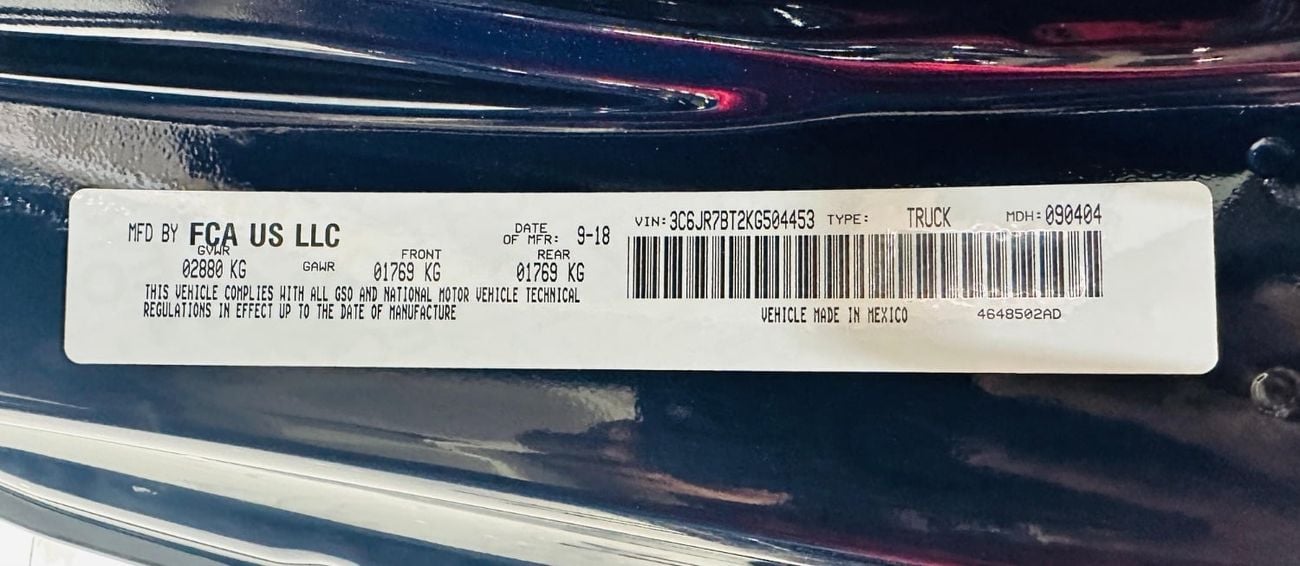 MFD BY FCA US LLC
DATE OF MFR: 9-18
GVWR
02880 KG
GAWR
FRONT
01769 KG
REAR
01769 KG
THIS VEHICLE COMPLIES WITH ALL GSO AND NATIONAL MOTOR VEHICLE TECHNICAL
REGULATIONS IN EFFECT UP TO THE DATE OF MANUFACTURE
VIN: 3C6JR7BT2KG504453 TYPE: TRUCK MDH: 090404
VEHICLE MADE IN MEXICO 4648502AD